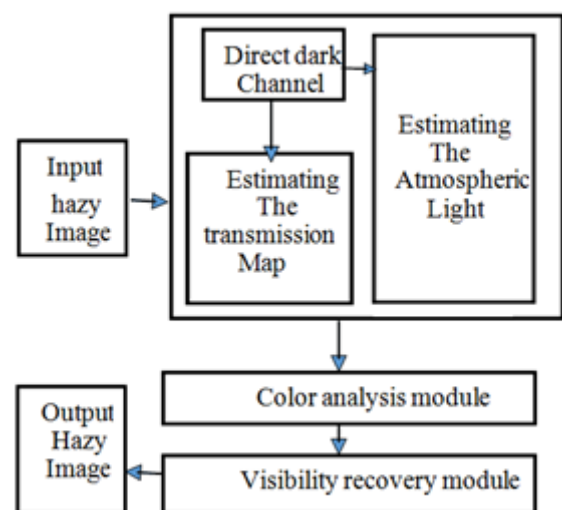 Direct dark
Channel
Estimating
The
Atmospheric
Light
Input
hazy
Image
Estimating
The
transmission
Map
Color analysis module
Output
Hazy
Image
Visibility recovery module